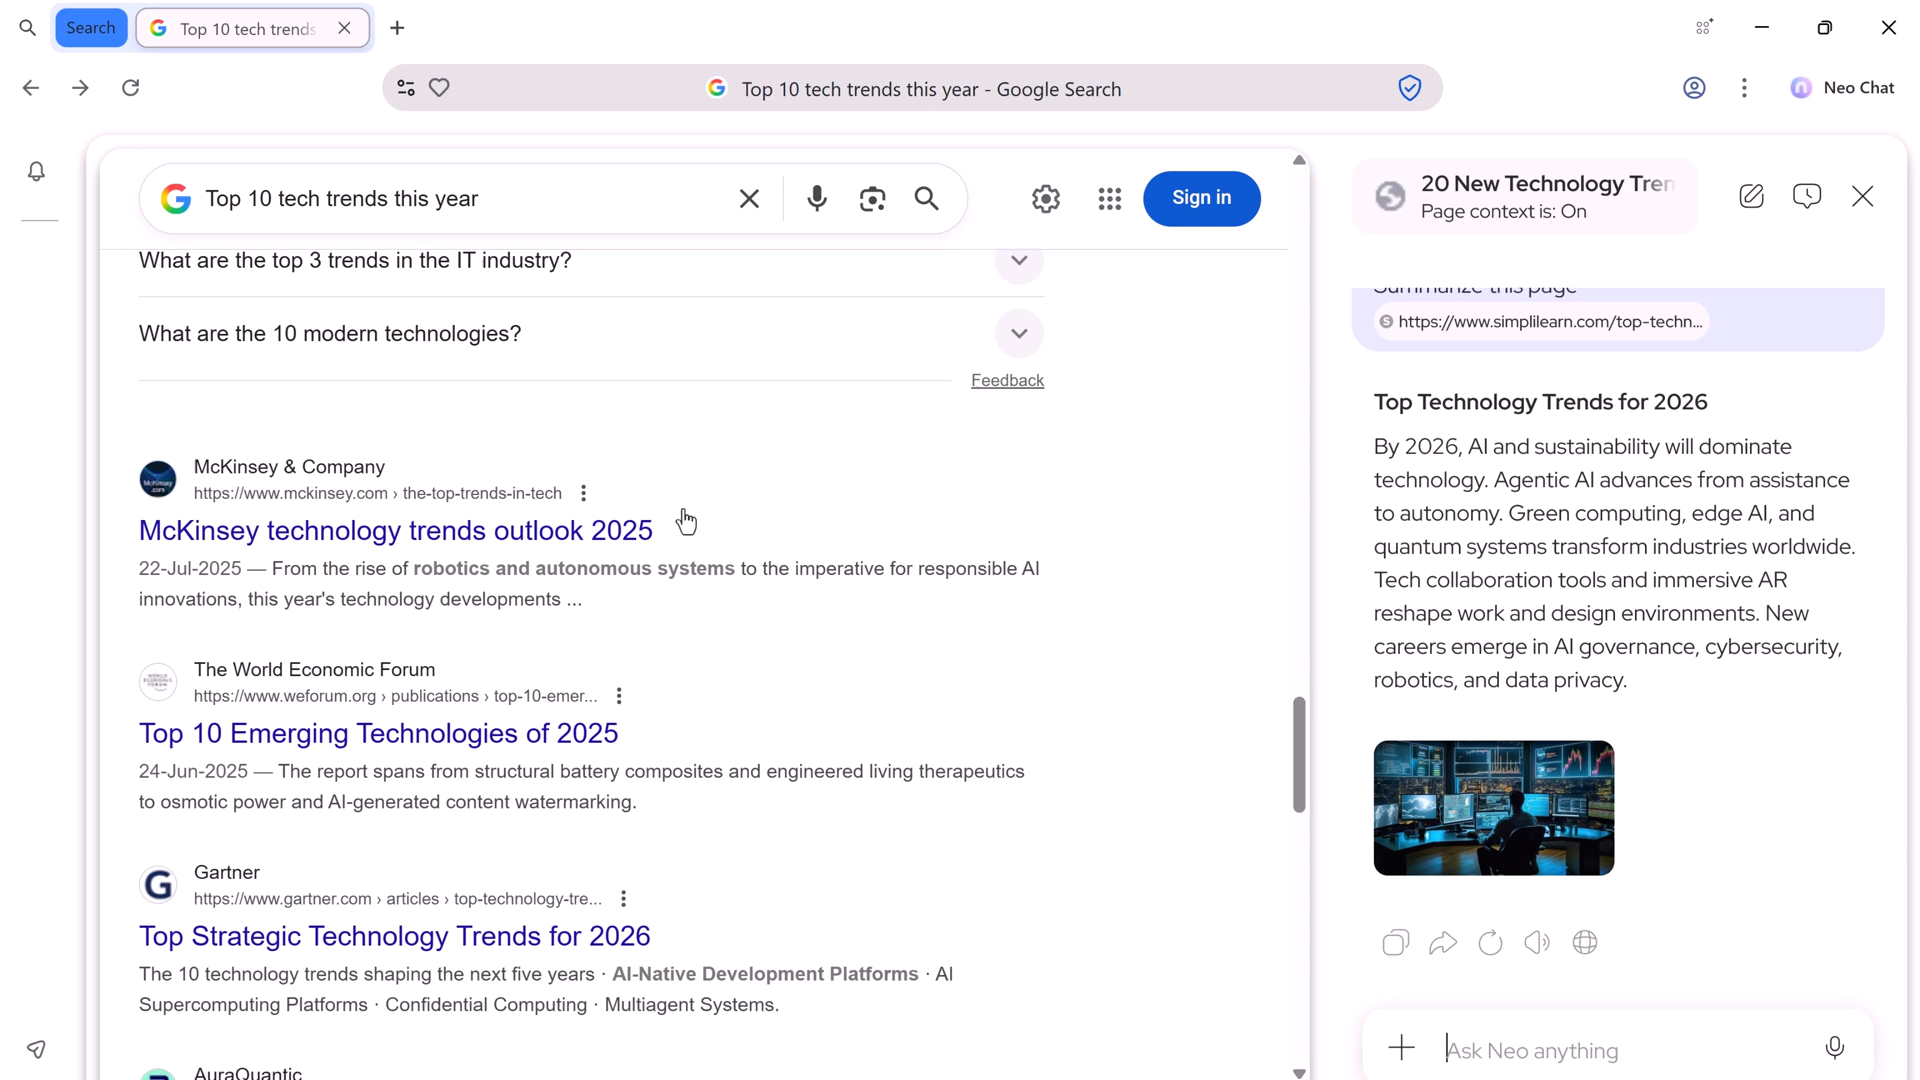 Search
Top 10 tech trends
Top 10 tech trends this year - Google Search
Neo Chat
Top 10 tech trends this year
Sign in
What are the top 3 trends in the IT industry?
What are the 10 modern technologies?
Feedback
McKinsey & Company
https://www.mckinsey.com › the-top-trends-in-tech
McKinsey technology trends outlook 2025
22-Jul-2025 — From the rise of robotics and autonomous systems to the imperative for responsible AI
innovations, this year's technology developments ...
The World Economic Forum
https://www.weforum.org › publications › top-10-emer...
Top 10 Emerging Technologies of 2025
24-Jun-2025 — The report spans from structural battery composites and engineered living therapeutics
to osmotic power and AI-generated content watermarking.
Gartner
https://www.gartner.com › articles › top-technology-tre...
Top Strategic Technology Trends for 2026
The 10 technology trends shaping the next five years · AI-Native Development Platforms · AI
Supercomputing Platforms · Confidential Computing · Multiagent Systems.
AuraQuantic
20 New Technology Tren
Page context is: On
Summarize this page
https://www.simplilearn.com/top-techn...
Top Technology Trends for 2026
By 2026, AI and sustainability will dominate
technology. Agentic AI advances from assistance
to autonomy. Green computing, edge AI, and
quantum systems transform industries worldwide.
Tech collaboration tools and immersive AR
reshape work and design environments. New
careers emerge in AI governance, cybersecurity,
robotics, and data privacy.
Ask Neo anything